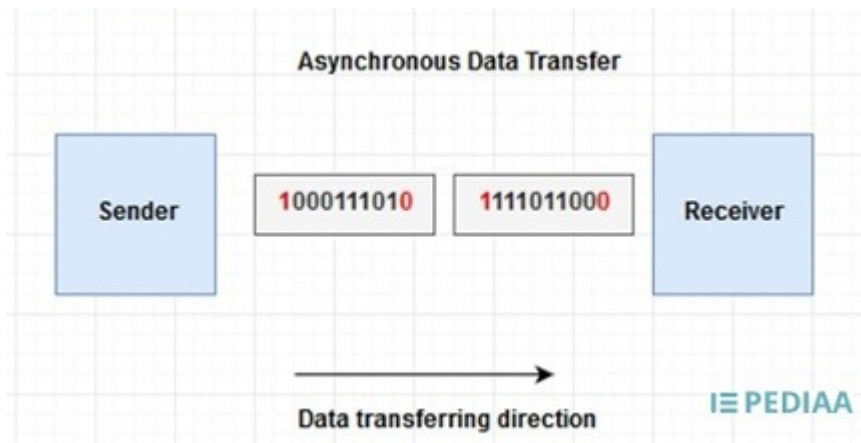 Asynchronous Data Transfer
Sender
1000111010
1111011000
Receiver
Data transferring direction
PEDIAA